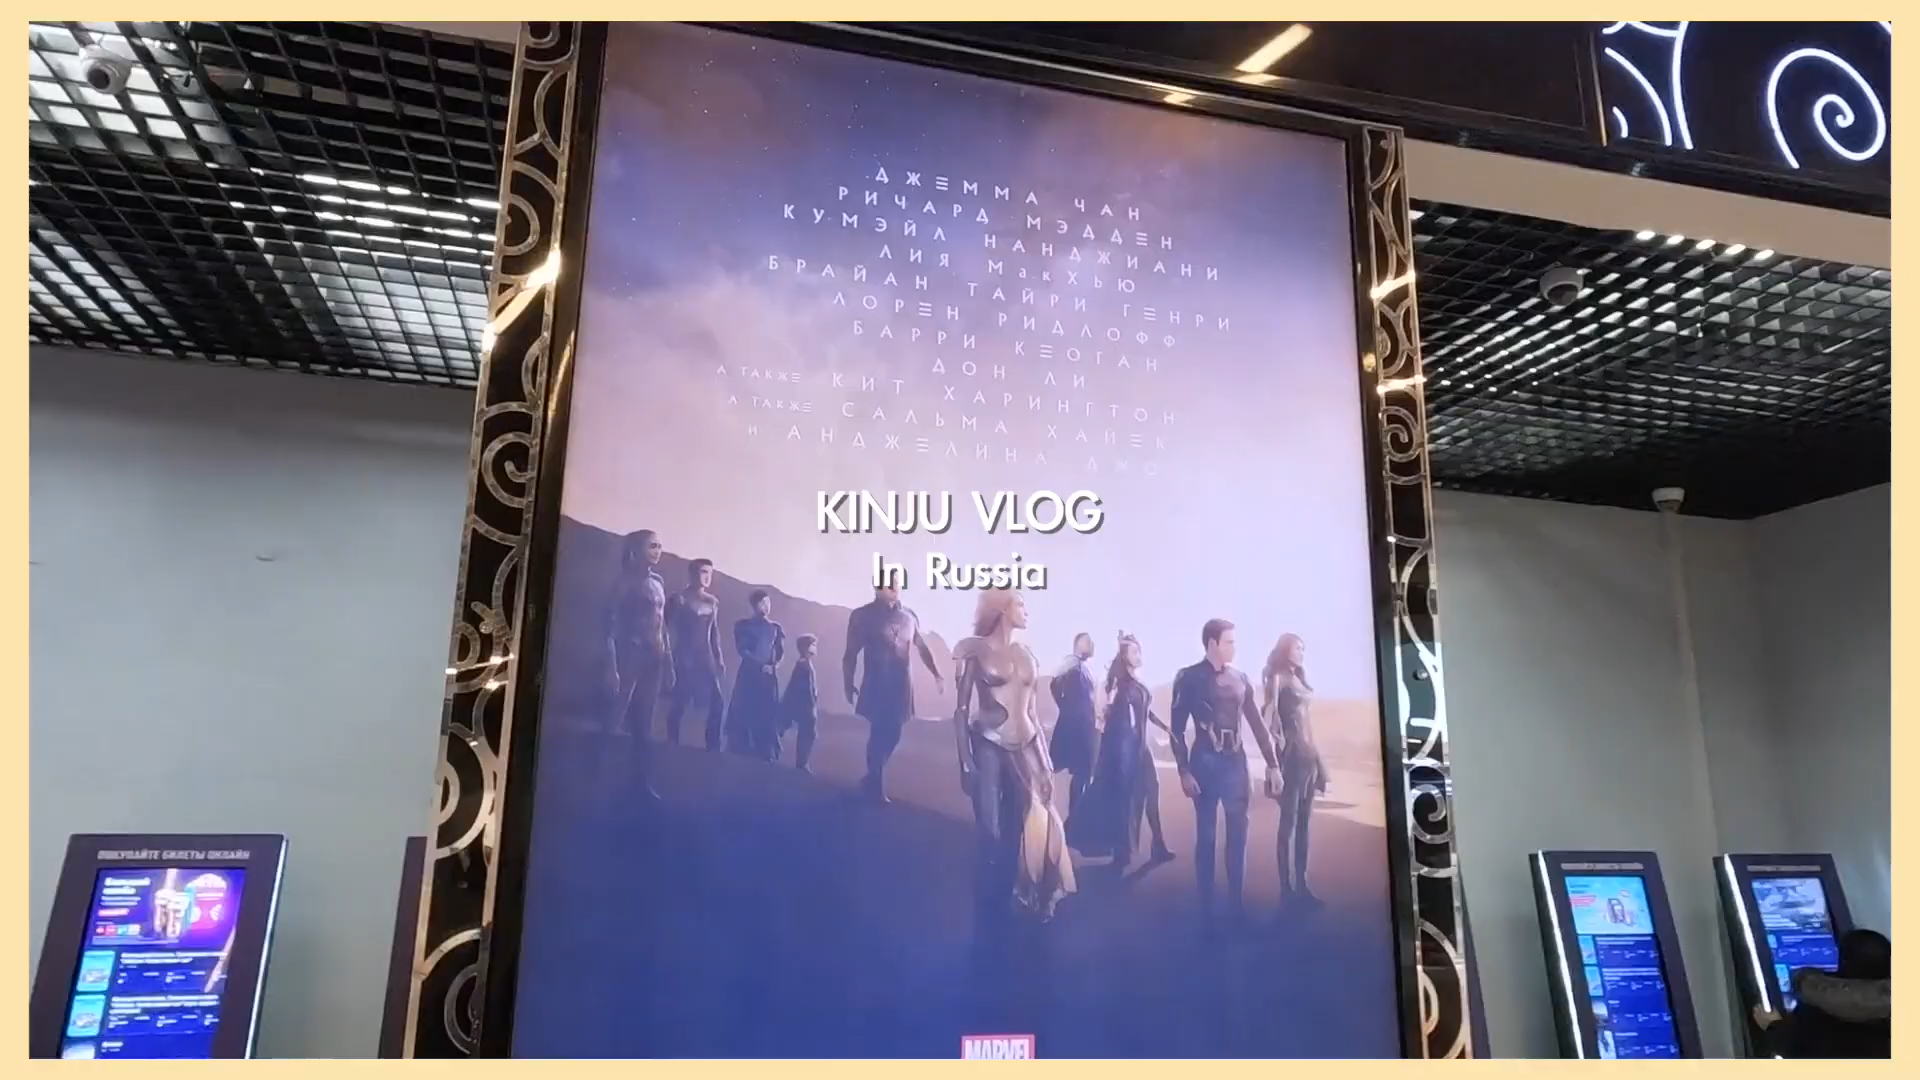 ДЖЕММА ЧАН
РИЧАРД МЭДДЕН
КУМЭЙЛ НАНДЖИАНИ
ЛИЯ МакХЬЮ
БРАЙАН ТАЙРИ ГЕНРИ
ЛОРЕН РИДЛОФФ
БАРРИ КЕОГАН
ДОН ЛИ
А ТАКЖЕ КИТ ХАРИНГТОН
А ТАКЖЕ САЛЬМА ХАЙЕК
И АНДЖЕЛИНА ДЖО
KINJU VLOG
In Russia
MARVEL
ПОКУПАЙТЕ БИЛЕТЫ ОНЛАЙН